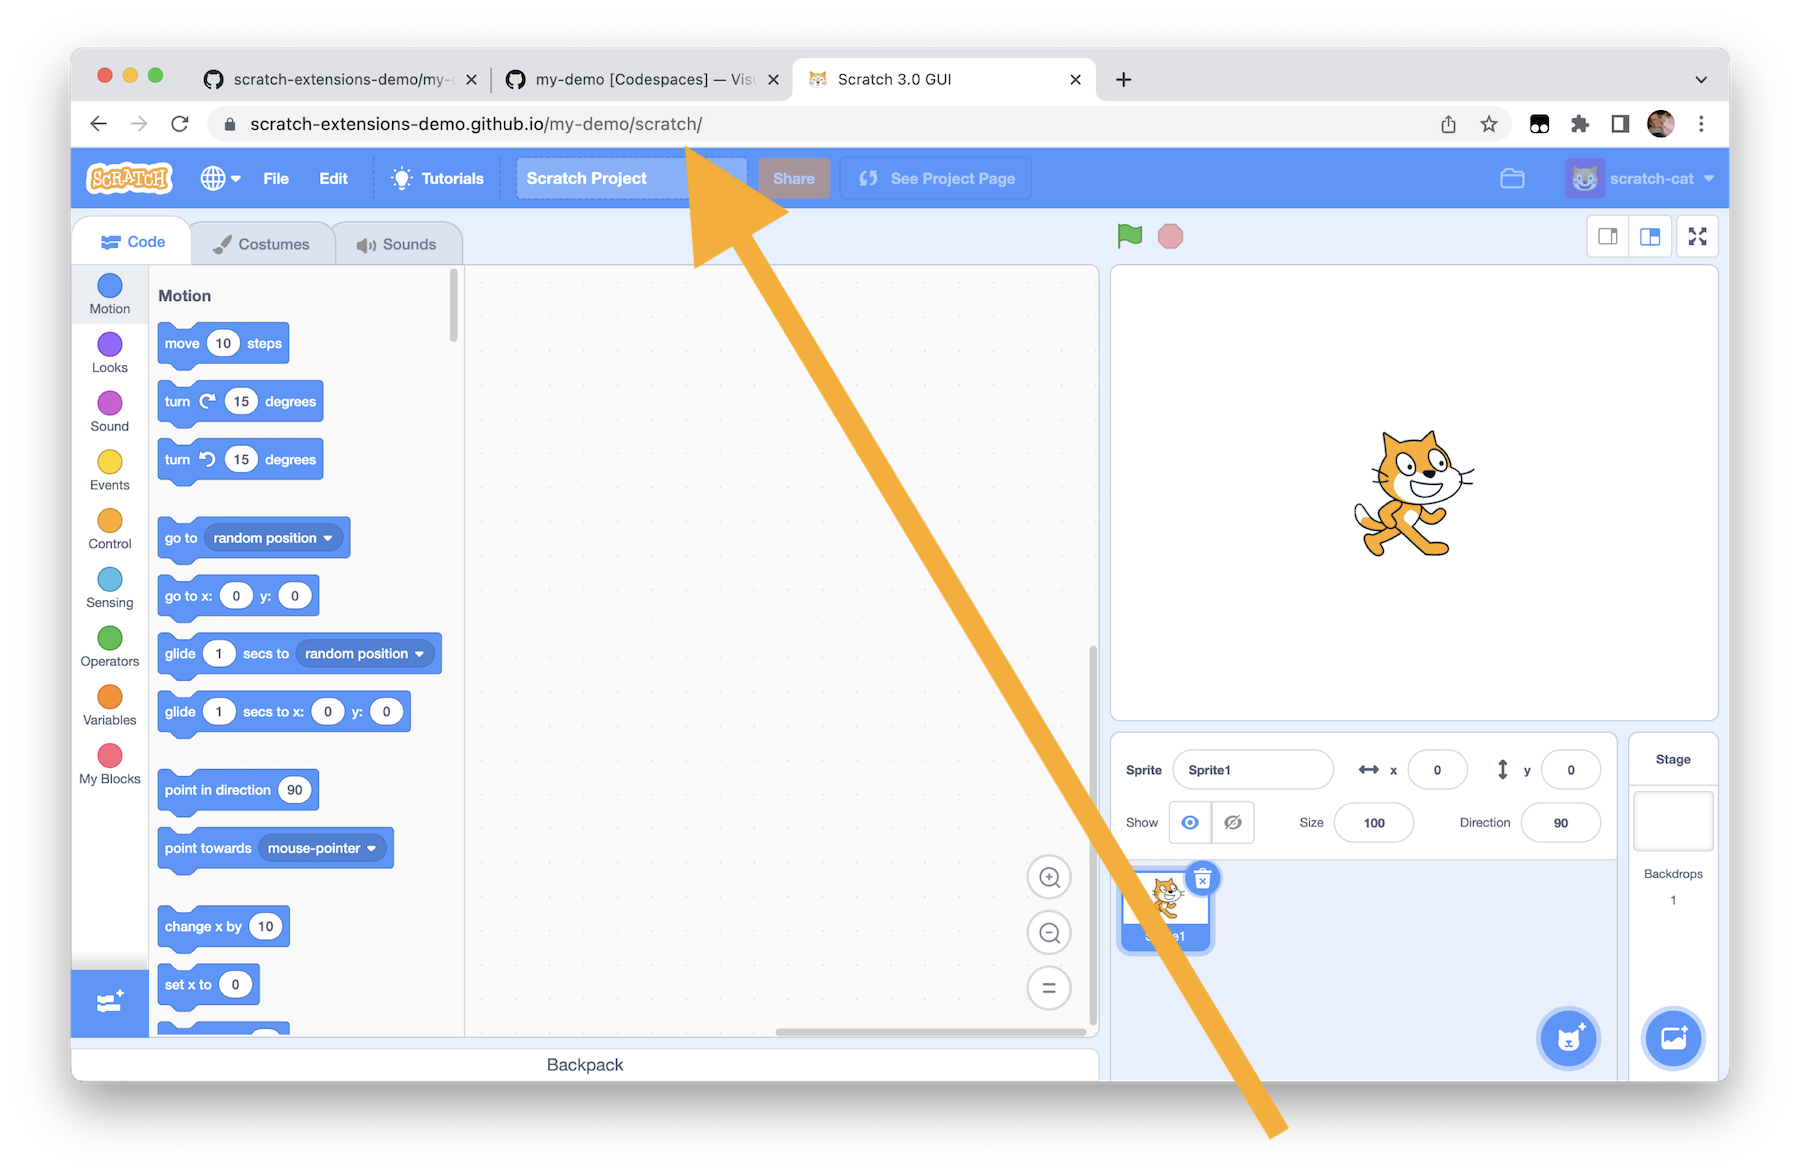 scratch-extensions-demo/my-
my-demo [Codespaces] — Visu
Scratch 3.0 GUI
scratch-extensions-demo.github.io/my-demo/scratch/
SCRATCH
File
Edit
Tutorials
Scratch Project
Share
See Project Page
scratch-cat
Code
Costumes
Sounds
Motion
Looks
Sound
Events
Control
Sensing
Operators
Variables
My Blocks
Motion
move 10 steps
turn 15 degrees
turn 15 degrees
go to random position
go to x: 0 y: 0
glide 1 secs to random position
glide 1 secs to x: 0 y: 0
point in direction 90
point towards mouse-pointer
change x by 10
set x to 0
Backpack
Sprite Sprite1 x 0 y 0
Show Size 100 Direction 90
Stage
Backdrops
1